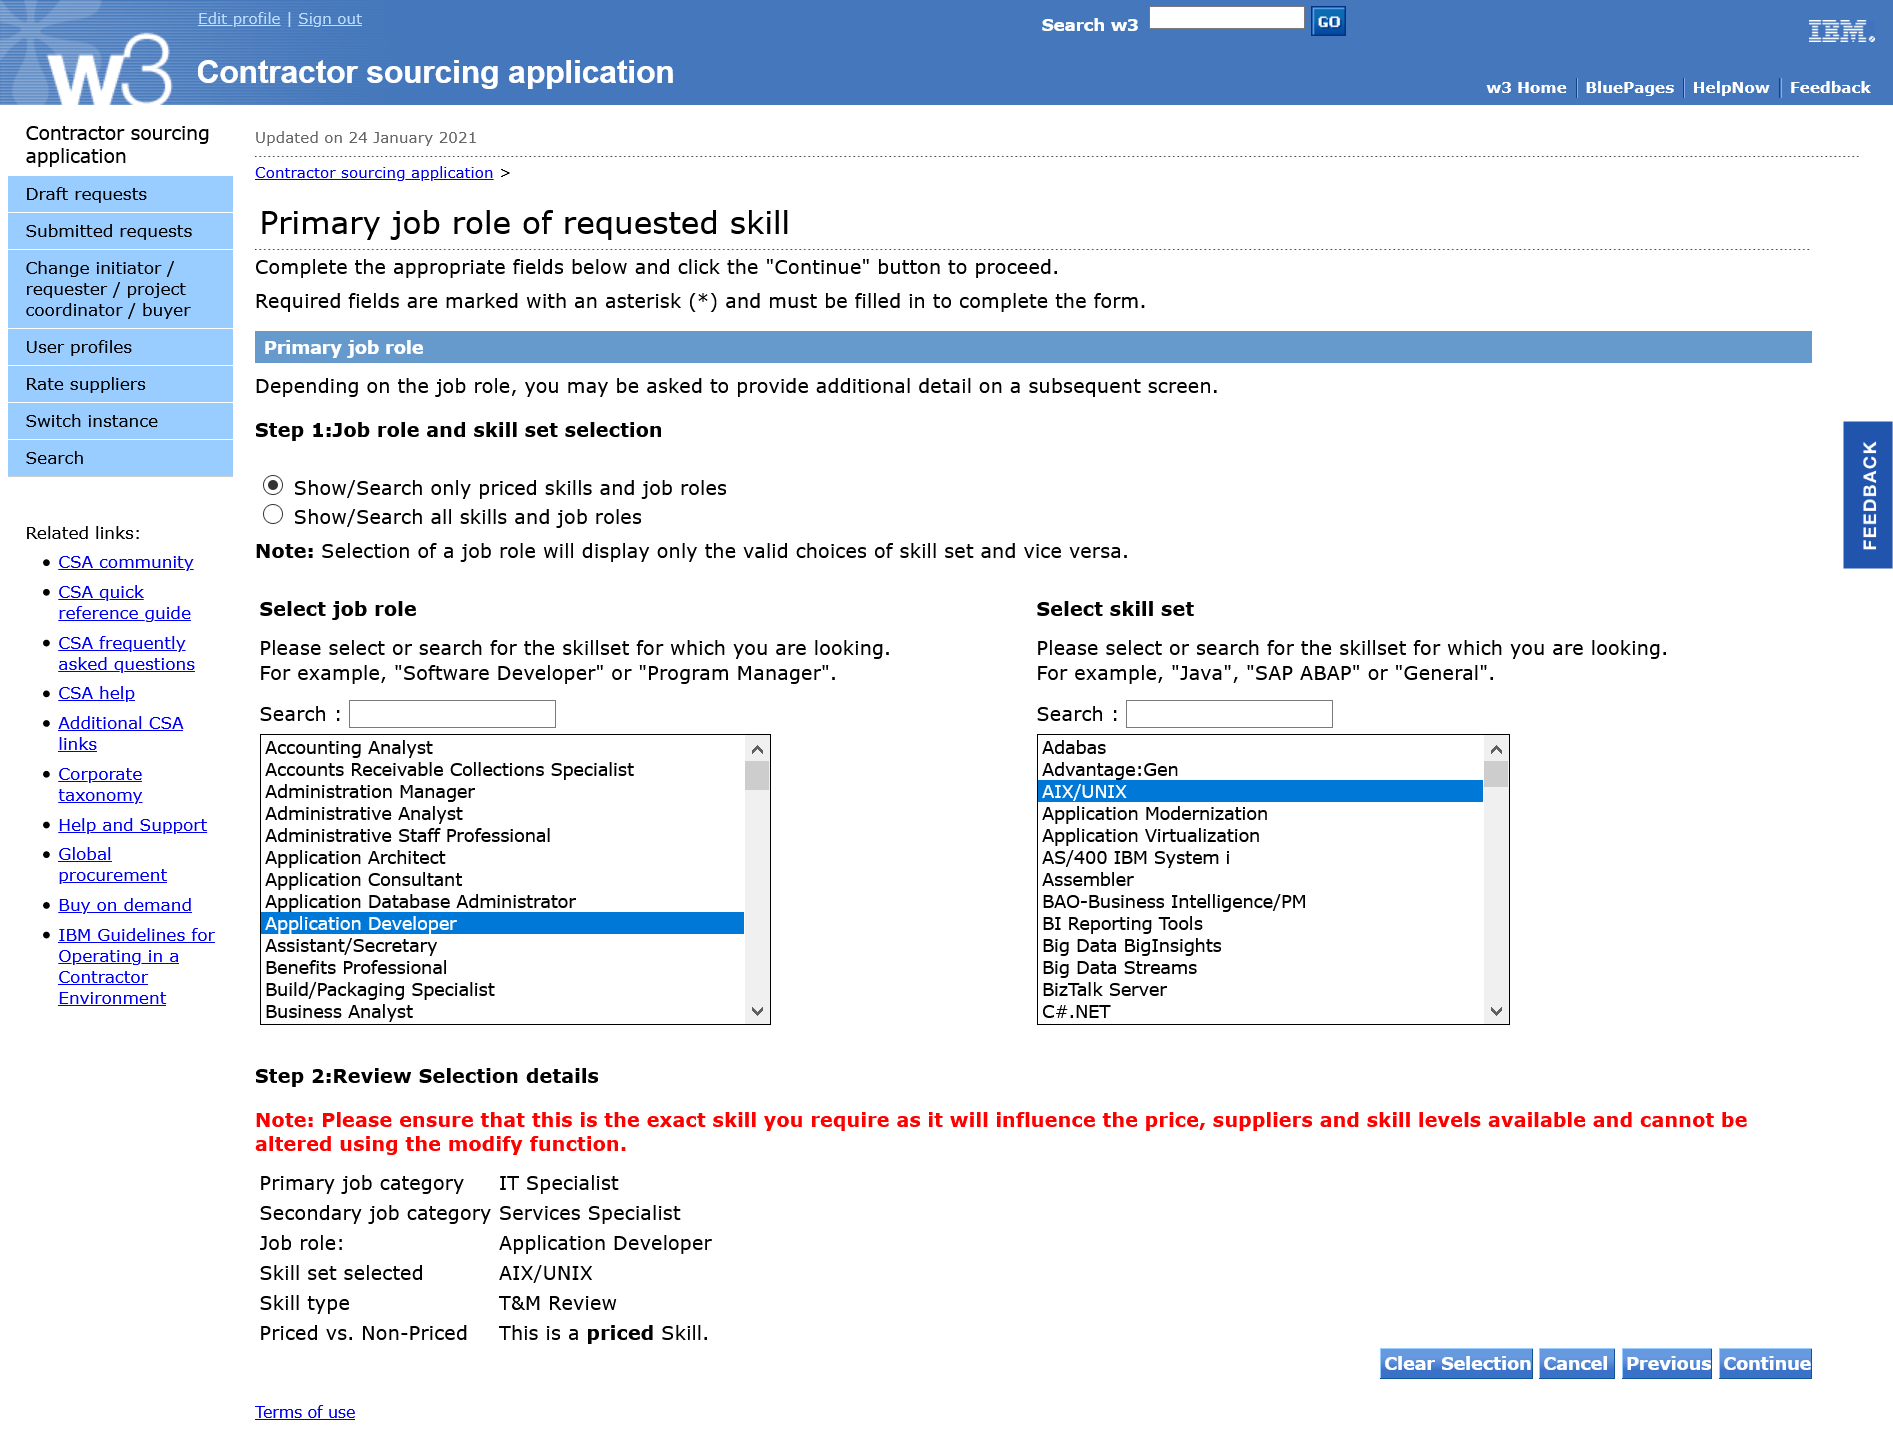 Edit profile | Sign out
Search w3 GO
IBM.
w3
Contractor sourcing application
w3 Home BluePages HelpNow Feedback
Contractor sourcing
application
Draft requests
Submitted requests
Change initiator /
requester / project
coordinator / buyer
User profiles
Rate suppliers
Switch instance
Search
Related links:
CSA community
CSA quick
reference guide
CSA frequently
asked questions
CSA help
Additional CSA
links
Corporate
taxonomy
Help and Support
Global
procurement
Buy on demand
IBM Guidelines for
Operating in a
Contractor
Environment
Updated on 24 January 2021
Contractor sourcing application >
Primary job role of requested skill
Complete the appropriate fields below and click the "Continue" button to proceed.
Required fields are marked with an asterisk (*) and must be filled in to complete the form.
Primary job role
Depending on the job role, you may be asked to provide additional detail on a subsequent screen.
Step 1:Job role and skill set selection
Show/Search only priced skills and job roles
Show/Search all skills and job roles
Note: Selection of a job role will display only the valid choices of skill set and vice versa.
Select job role
Please select or search for the skillset for which you are looking.
For example, "Software Developer" or "Program Manager".
Search :
Accounting Analyst
Accounts Receivable Collections Specialist
Administration Manager
Administrative Analyst
Administrative Staff Professional
Application Architect
Application Consultant
Application Database Administrator
Application Developer
Assistant/Secretary
Benefits Professional
Build/Packaging Specialist
Business Analyst
Select skill set
Please select or search for the skillset for which you are looking.
For example, "Java", "SAP ABAP" or "General".
Search :
Adabas
Advantage:Gen
AIX/UNIX
Application Modernization
Application Virtualization
AS/400 IBM System i
Assembler
BAO-Business Intelligence/PM
BI Reporting Tools
Big Data BigInsights
Big Data Streams
BizTalk Server
C#.NET
FEEDBACK
Step 2:Review Selection details
Note: Please ensure that this is the exact skill you require as it will influence the price, suppliers and skill levels available and cannot be
altered using the modify function.
Primary job category IT Specialist
Secondary job category Services Specialist
Job role: Application Developer
Skill set selected AIX/UNIX
Skill type T&M Review
Priced vs. Non-Priced This is a priced Skill.
Clear Selection Cancel Previous Continue
Terms of use